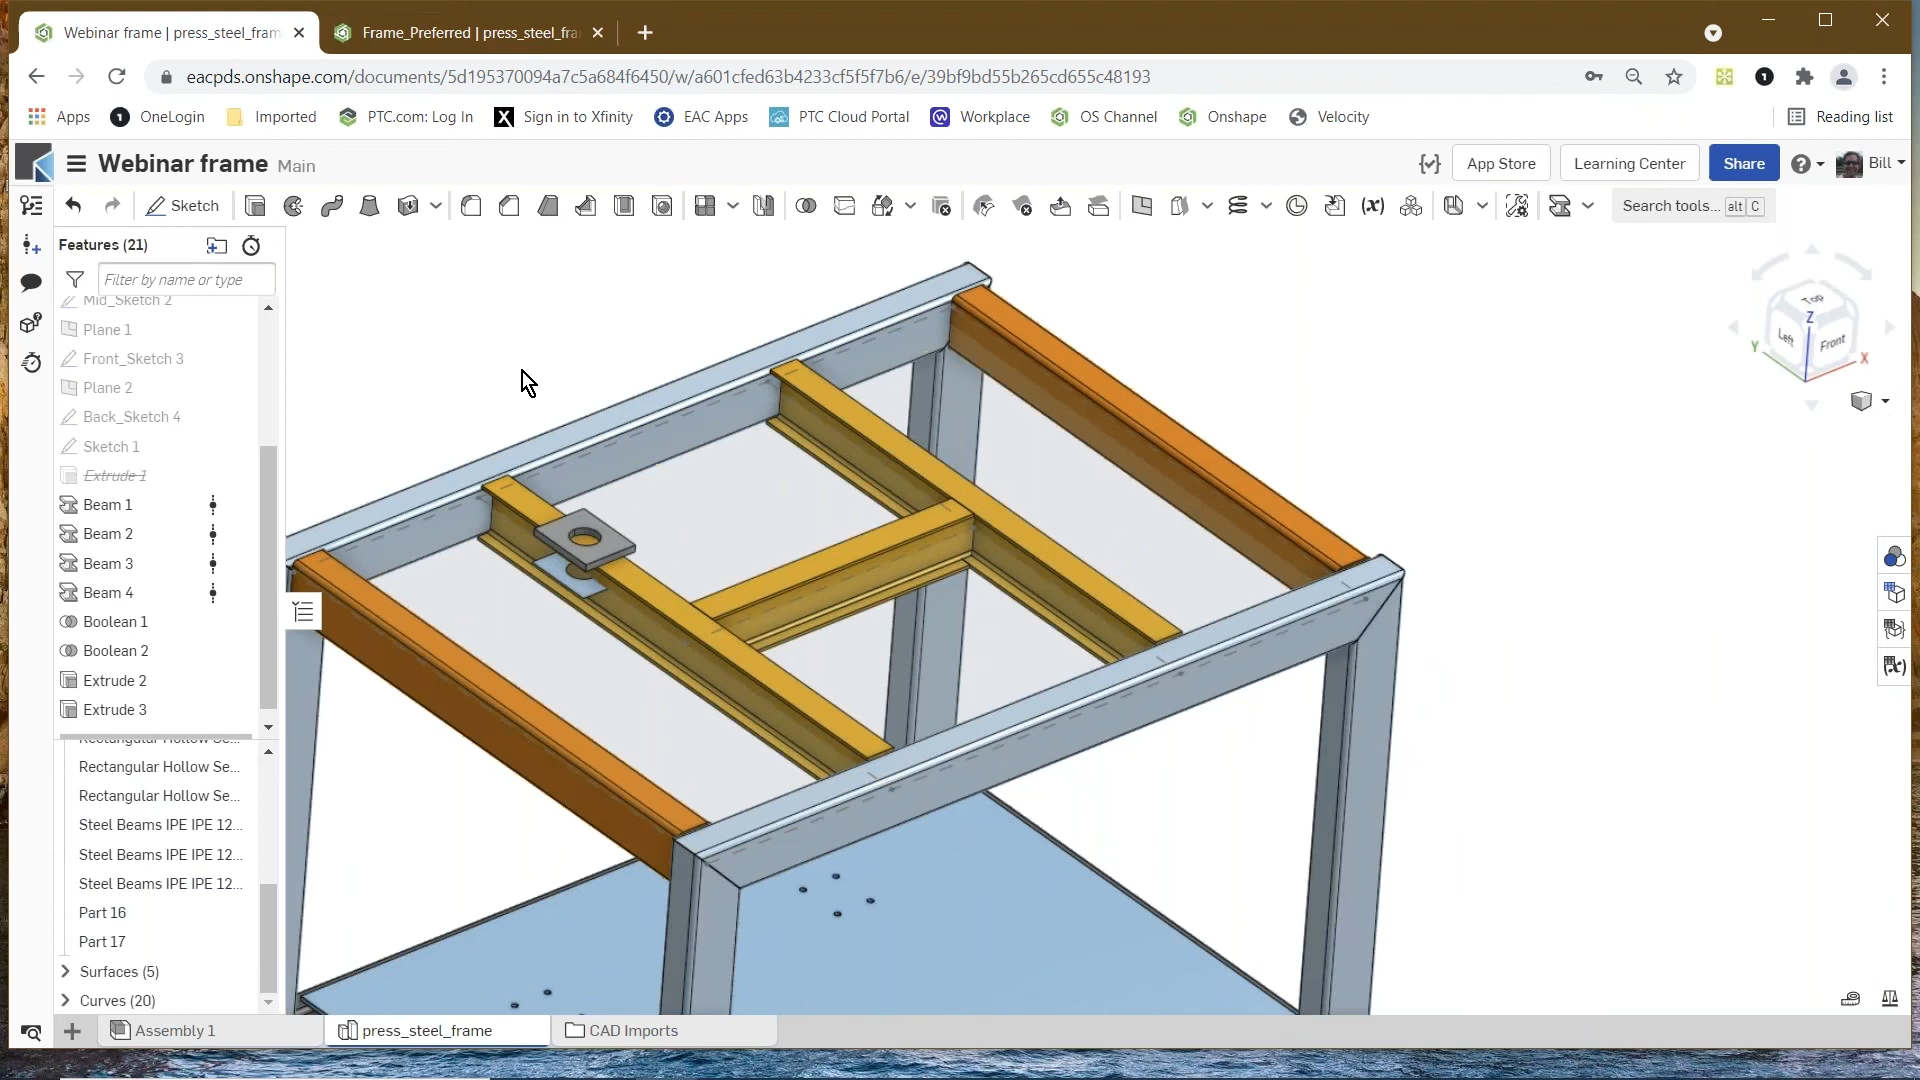 Webinar frame | press_steel_fram
Frame_Preferred | press_steel_fra
eacpds.onshape.com/documents/5d195370094a7c5a684f6450/w/a601cfed63b4233cf5f5f7b6/e/39bf9bd55b265cd655c48193
Apps
OneLogin
Imported
PTC.com: Log In
Sign in to Xfinity
EAC Apps
PTC Cloud Portal
Workplace
OS Channel
Onshape
Velocity
Reading list
Webinar frame Main
App Store
Learning Center
Share
Bill
Sketch
(x)
Search tools... alt C
Features (21)
Filter by name or type
Mid_Sketch 2
Plane 1
Front_Sketch 3
Plane 2
Back_Sketch 4
Sketch 1
Extrude 1
Beam 1
Beam 2
Beam 3
Beam 4
Boolean 1
Boolean 2
Extrude 2
Extrude 3
Rectangular Hollow Se...
Rectangular Hollow Se...
Rectangular Hollow Se...
Steel Beams IPE IPE 12...
Steel Beams IPE IPE 12...
Steel Beams IPE IPE 12...
Part 16
Part 17
Surfaces (5)
Curves (20)
Top
Left
Front
Z
Y
X
Assembly 1
press_steel_frame
CAD Imports